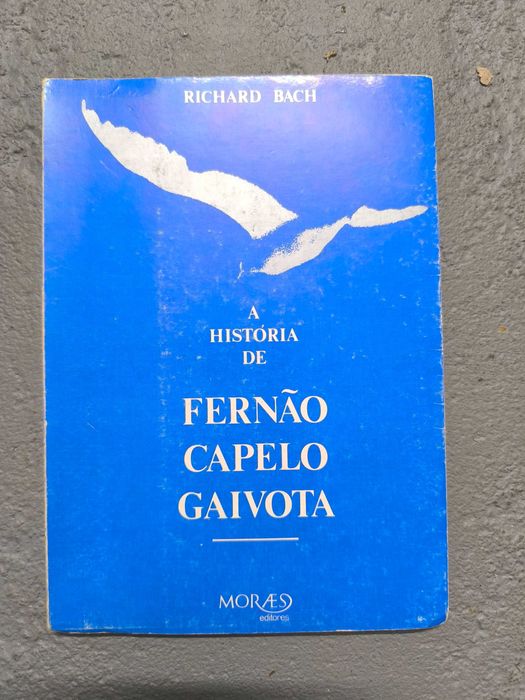 RICHARD BACH
A
HISTÓRIA
DE
FERNÃO
CAPELO
GAIVOTA
MORÆS
editores